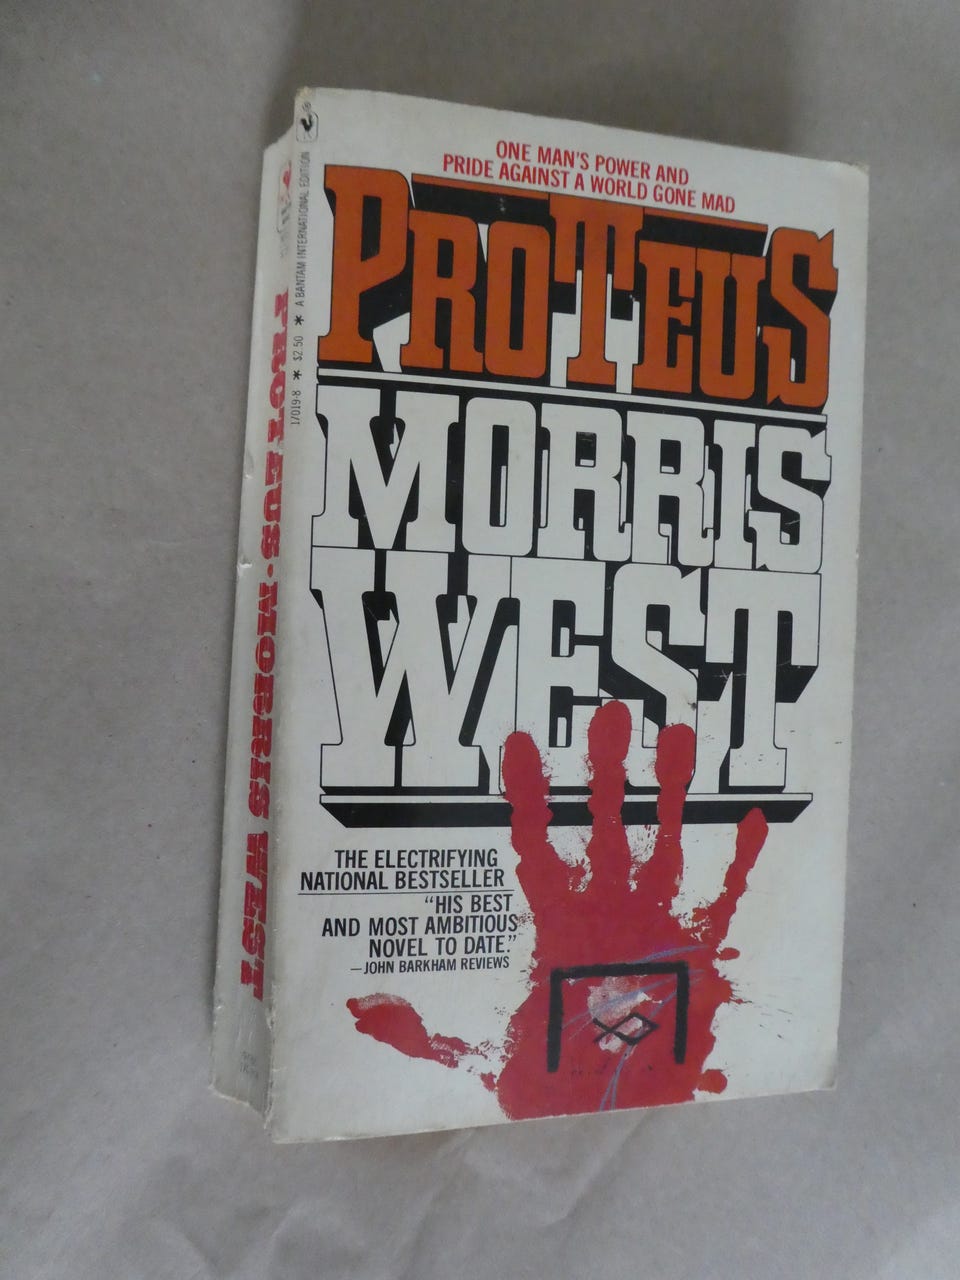 ONE MAN'S POWER AND
PRIDE AGAINST A WORLD GONE MAD
PROTEUS
MORRIS
WEST
THE ELECTRIFYING
NATIONAL BESTSELLER
"HIS BEST
AND MOST AMBITIOUS
NOVEL TO DATE."
—JOHN BARKHAM REVIEWS
17019-8 * $2.50 * A BANTAM INTERNATIONAL EDITION
PROTEUS • MORRIS WEST